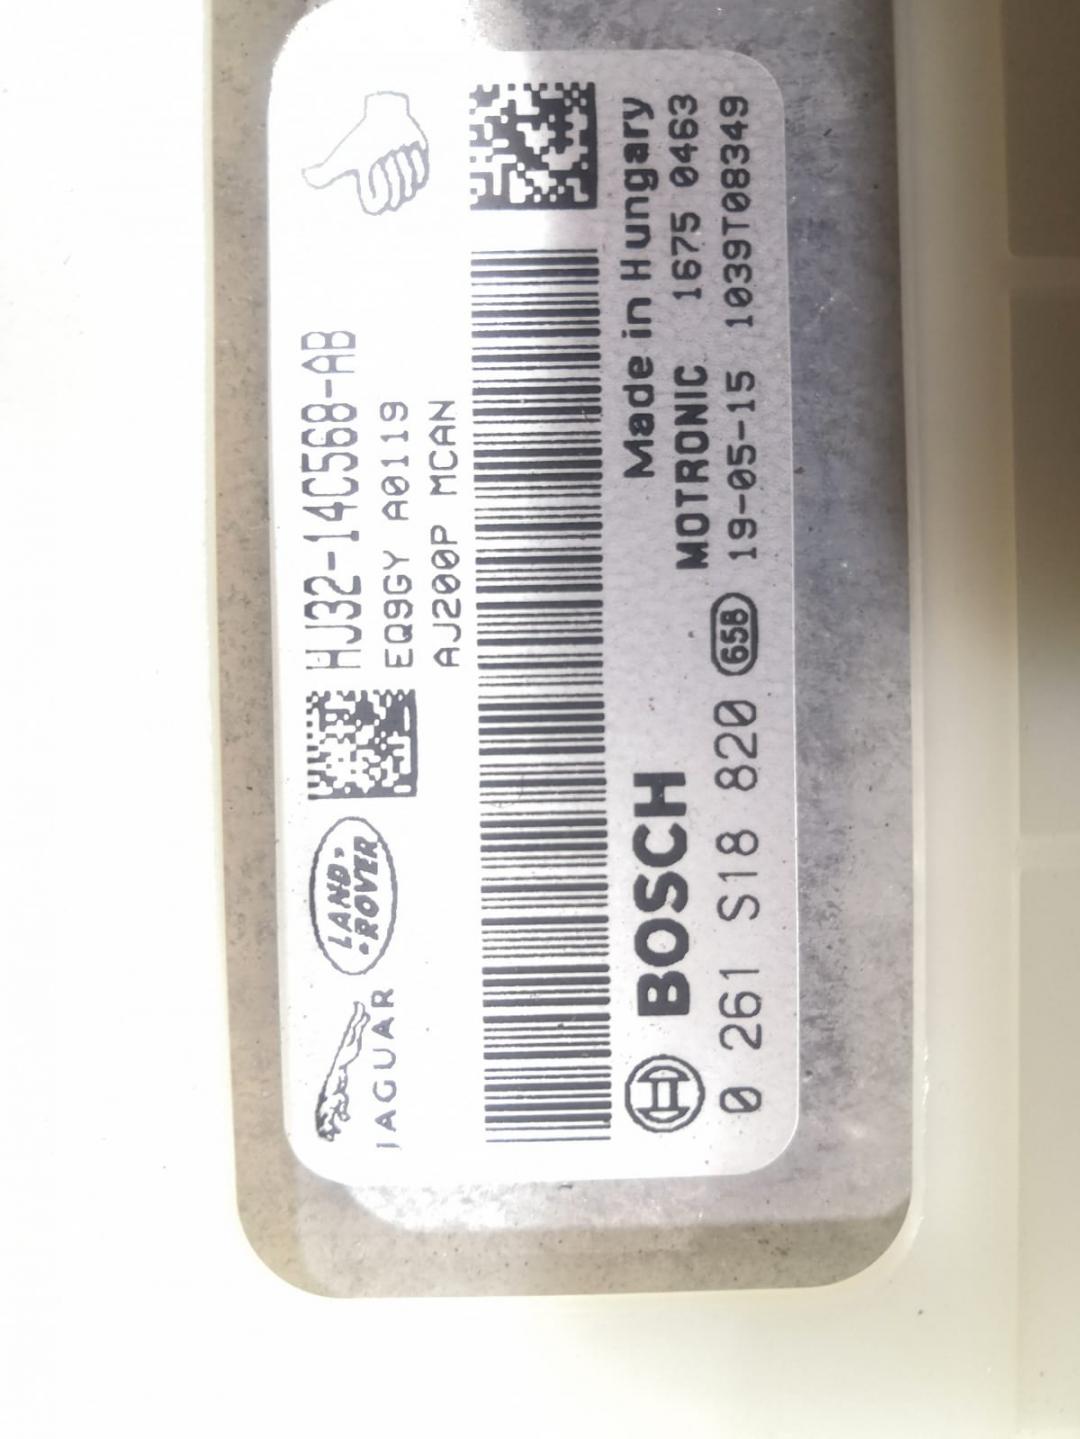 JAGUAR
LAND-
-ROVER
HJ32-14C568-AB
EQ9GY A0119
AJ200P MCAN
BOSCH
Made in Hungary
MOTRONIC 1675 0463
0 261 S18 820 658 19-05-15 1039T08349